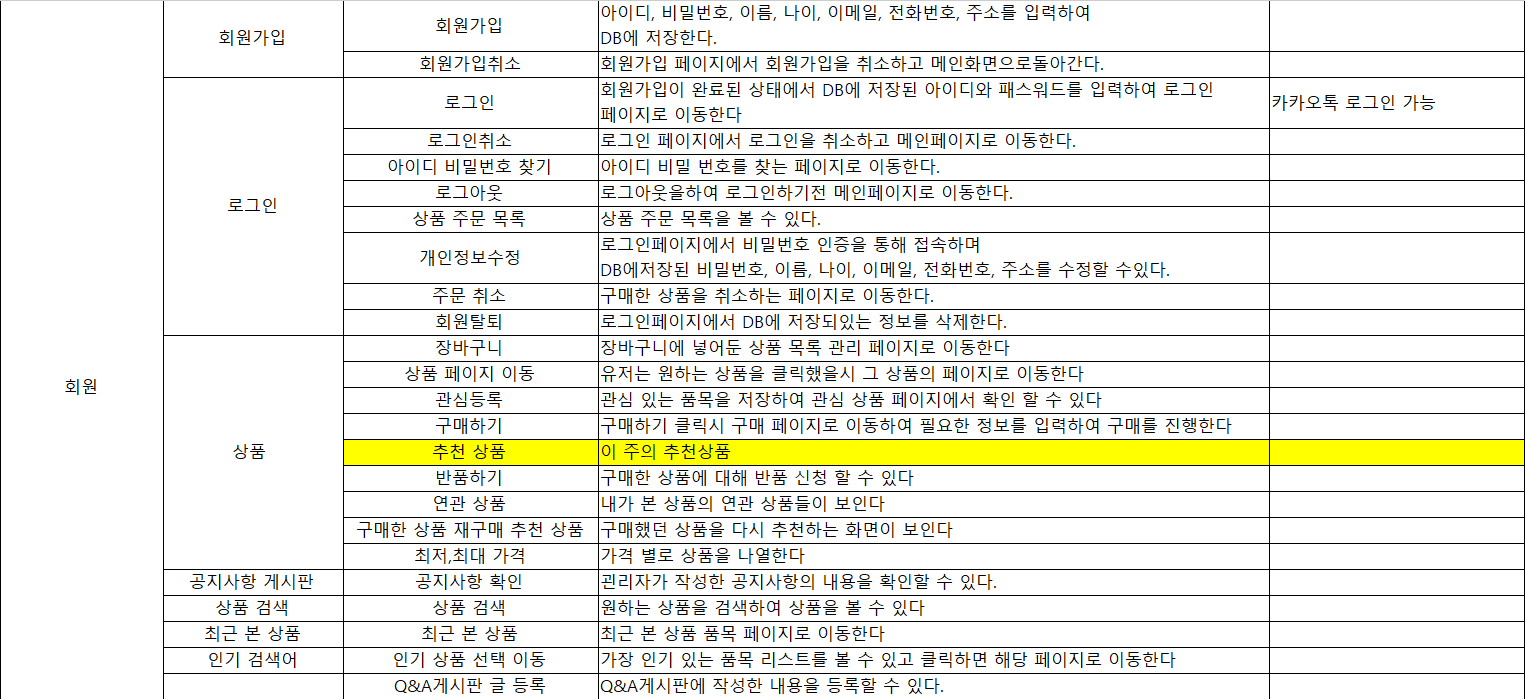 회원
회원가입
회원가입
아이디, 비밀번호, 이름, 나이, 이메일, 전화번호, 주소를 입력하여
DB에 저장한다.
회원가입취소
회원가입 페이지에서 회원가입을 취소하고 메인화면으로돌아간다.
로그인
로그인
회원가입이 완료된 상태에서 DB에 저장된 아이디와 패스워드를 입력하여 로그인
페이지로 이동한다
카카오톡 로그인 가능
로그인취소
로그인 페이지에서 로그인을 취소하고 메인페이지로 이동한다.
아이디 비밀번호 찾기
아이디 비밀 번호를 찾는 페이지로 이동한다.
로그아웃
로그아웃을하여 로그인하기전 메인페이지로 이동한다.
상품 주문 목록
상품 주문 목록을 볼 수 있다.
개인정보수정
로그인페이지에서 비밀번호 인증을 통해 접속하며
DB에저장된 비밀번호, 이름, 나이, 이메일, 전화번호, 주소를 수정할 수있다.
주문 취소
구매한 상품을 취소하는 페이지로 이동한다.
회원탈퇴
로그인페이지에서 DB에 저장되있는 정보를 삭제한다.
상품
장바구니
장바구니에 넣어둔 상품 목록 관리 페이지로 이동한다
상품 페이지 이동
유저는 원하는 상품을 클릭했을시 그 상품의 페이지로 이동한다
관심등록
관심 있는 품목을 저장하여 관심 상품 페이지에서 확인 할 수 있다
구매하기
구매하기 클릭시 구매 페이지로 이동하여 필요한 정보를 입력하여 구매를 진행한다
추천 상품
이 주의 추천상품
반품하기
구매한 상품에 대해 반품 신청 할 수 있다
연관 상품
내가 본 상품의 연관 상품들이 보인다
구매한 상품 재구매 추천 상품
구매했던 상품을 다시 추천하는 화면이 보인다
최저,최대 가격
가격 별로 상품을 나열한다
공지사항 게시판
공지사항 확인
괸리자가 작성한 공지사항의 내용을 확인할 수 있다.
상품 검색
상품 검색
원하는 상품을 검색하여 상품을 볼 수 있다
최근 본 상품
최근 본 상품
최근 본 상품 품목 페이지로 이동한다
인기 검색어
인기 상품 선택 이동
가장 인기 있는 품목 리스트를 볼 수 있고 클릭하면 해당 페이지로 이동한다
Q&A게시판 글 등록
Q&A게시판에 작성한 내용을 등록할 수 있다.